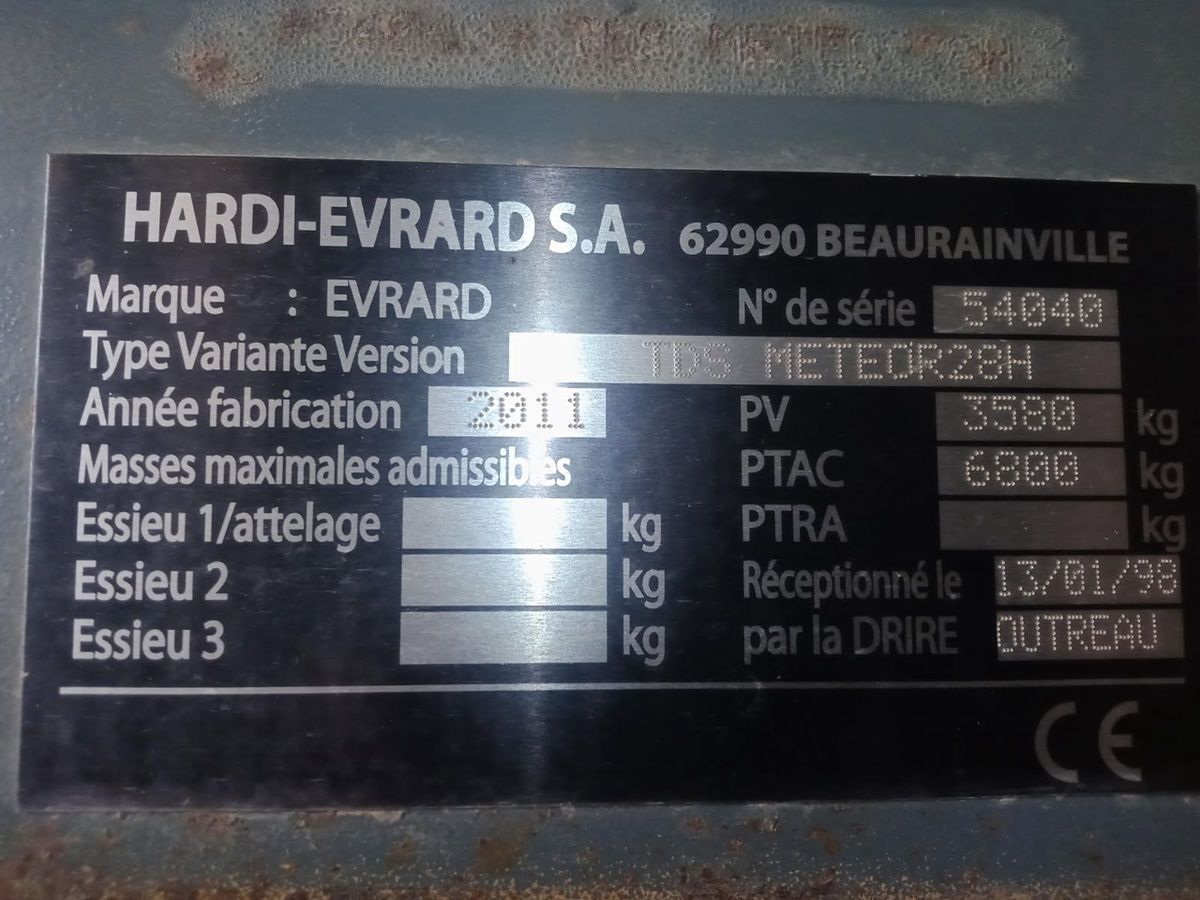 HARDI-EVRARD S.A. 62990 BEAURAINVILLE
Marque : EVRARD N° de série 54040
Type Variante Version TDS METEOR28H
Année fabrication 2011 PV 3580 kg
Masses maximales admissibles PTAC 6800 kg
Essieu 1/attelage kg PTRA kg
Essieu 2 kg Réceptionné le 13/01/98
Essieu 3 kg par la DRIRE OUTREAU
CE